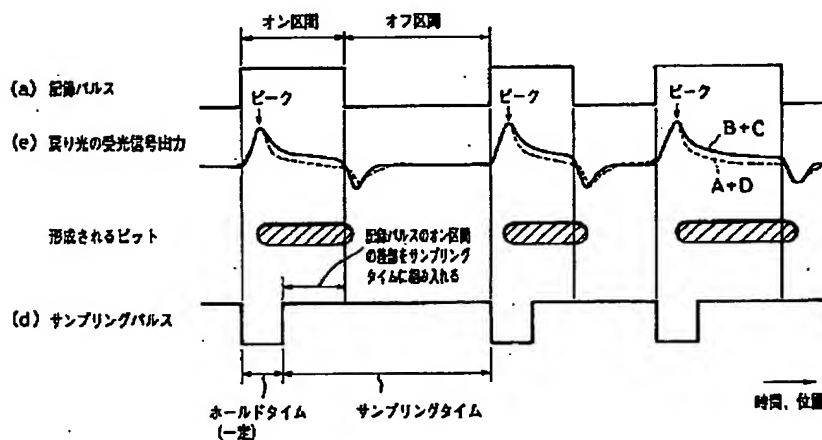 オン区間
オフ区間
(a) 記録パルス
ピーク
ピーク
ピーク
(e) 戻り光の受光信号出力
B+C
A+D
形成されるピット
記録パルスのオン区間
の後部をサンプリング
タイムに組み入れる
(d) サンプリングパルス
ホールドタイム
(一定)
サンプリングタイム
時間、位置